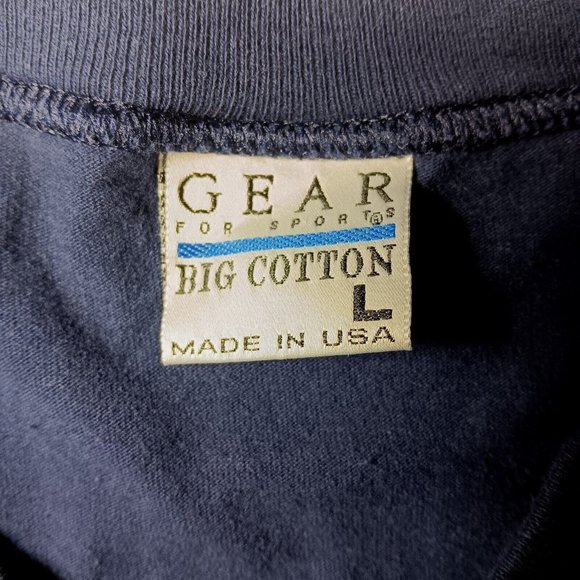 GEAR
FOR SPORTS®
BIG COTTON
L
MADE IN USA